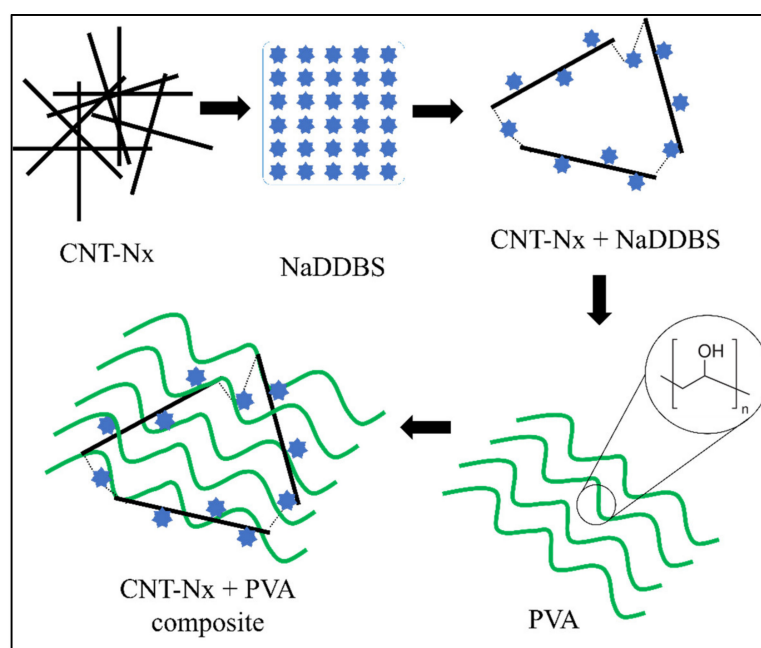 CNT-Nx
NaDDBS
CNT-Nx + NaDDBS
OH
n
PVA
CNT-Nx + PVA
composite